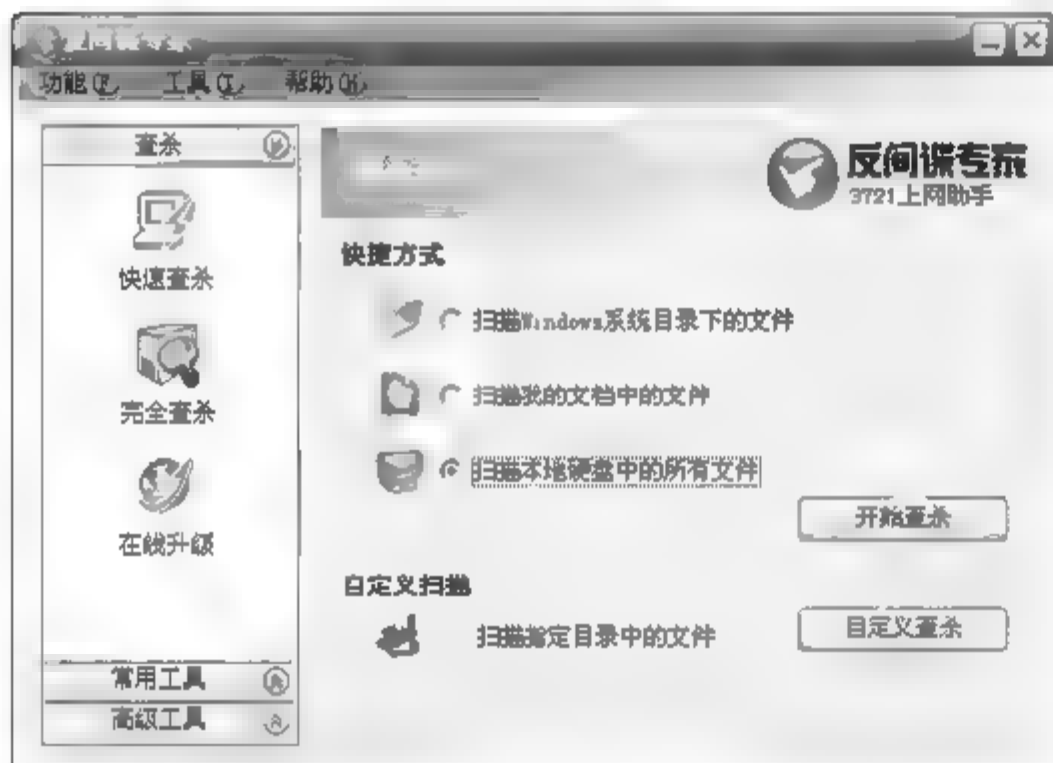 功能(F) 工具(T) 帮助(H)
查杀
快速查杀
完全查杀
在线升级
常用工具
高级工具
反间谍专家
3721上网助手
快捷方式
扫描Windows系统目录下的文件
扫描我的文档中的文件
扫描本地硬盘中的所有文件
开始查杀
自定义扫描
扫描指定目录中的文件
自定义查杀